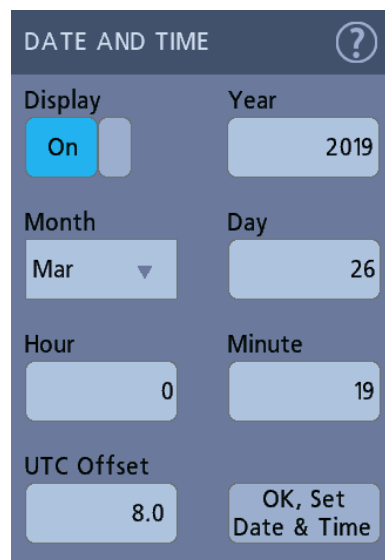 DATE AND TIME ?
Display Year
On 2019
Month Day
Mar 26
Hour Minute
0 19
UTC Offset
8.0
OK, Set
Date & Time